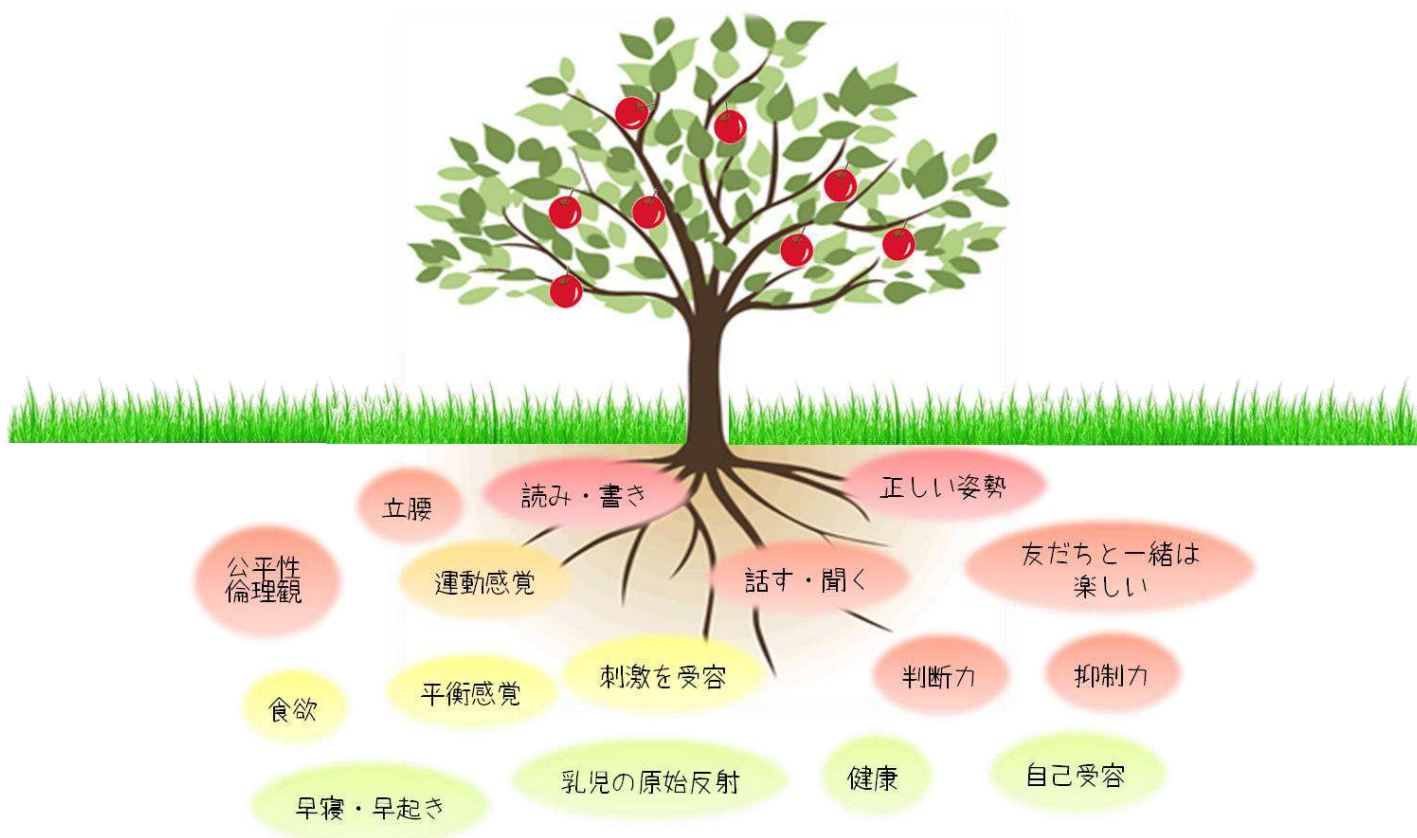 立腰
読み・書き
正しい姿勢
公平性
倫理観
運動感覚
話す・聞く
友だちと一緒は
楽しい
食欲
平衡感覚
刺激を受容
判断力
抑制力
早寝・早起き
乳児の原始反射
健康
自己受容